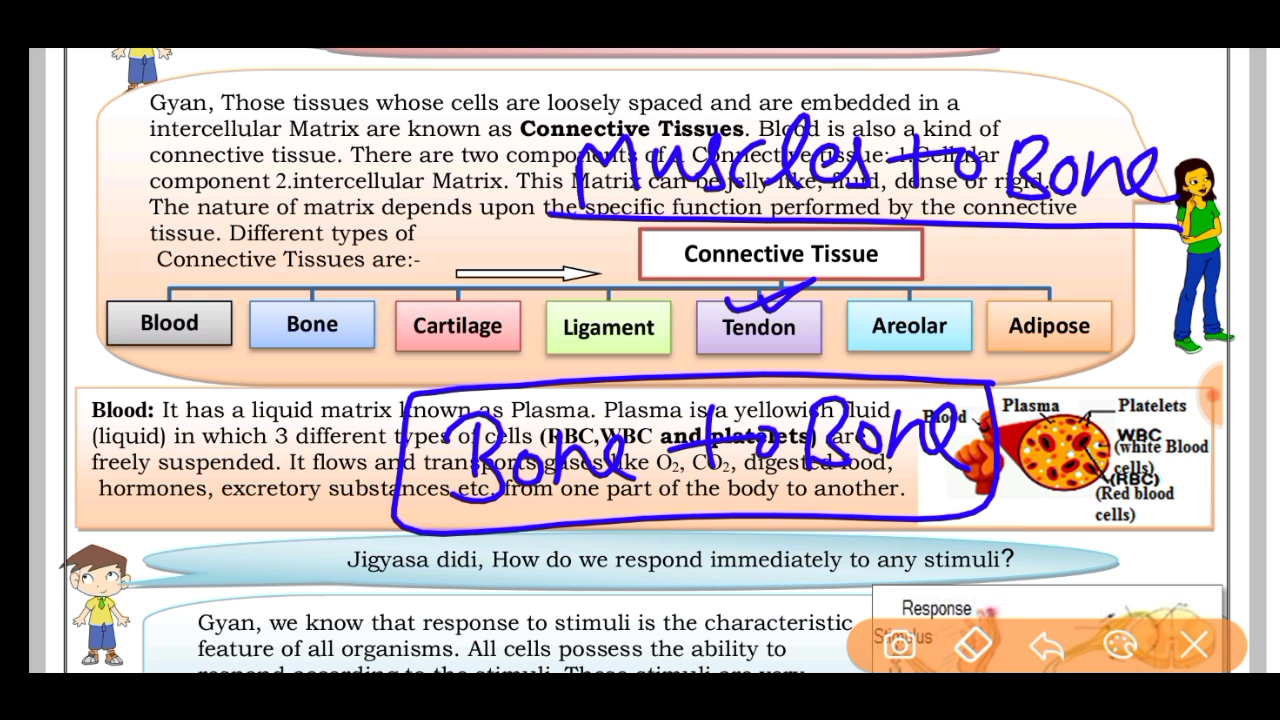 Gyan, Those tissues whose cells are loosely spaced and are embedded in a
intercellular Matrix are known as Connective Tissues. Blood is also a kind of
connective tissue. There are two components of a Connective tissue: 1.Cellular
component 2.intercellular Matrix. This Matrix can be jelly like, fluid, dense or rigid.
The nature of matrix depends upon the specific function performed by the connective
tissue. Different types of
Connective Tissues are:-
Muscles to Bone
Connective Tissue
Blood Bone Cartilage Ligament Tendon Areolar Adipose
Blood: It has a liquid matrix known as Plasma. Plasma is a yellowish fluid
(liquid) in which 3 different types of cells (RBC,WBC and platelets) are
freely suspended. It flows and transports gases like O₂, CO₂, digested food,
hormones, excretory substances etc. from one part of the body to another.
Bone to Bone
Blood
Plasma
Platelets
WBC
(white Blood
cells)
(RBC)
(Red blood
cells)
Jigyasa didi, How do we respond immediately to any stimuli?
Gyan, we know that response to stimuli is the characteristic
feature of all organisms. All cells possess the ability to
respond according to the stimuli. These stimuli are very
Response
Stimulus